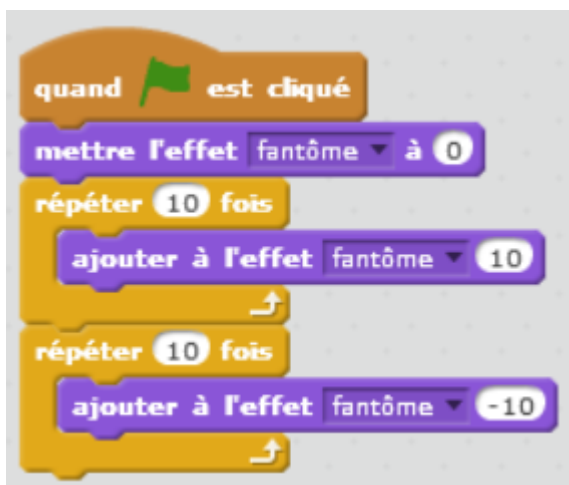 quand est cliqué
mettre l'effet fantôme à 0
répéter 10 fois
ajouter à l'effet fantôme 10
répéter 10 fois
ajouter à l'effet fantôme -10